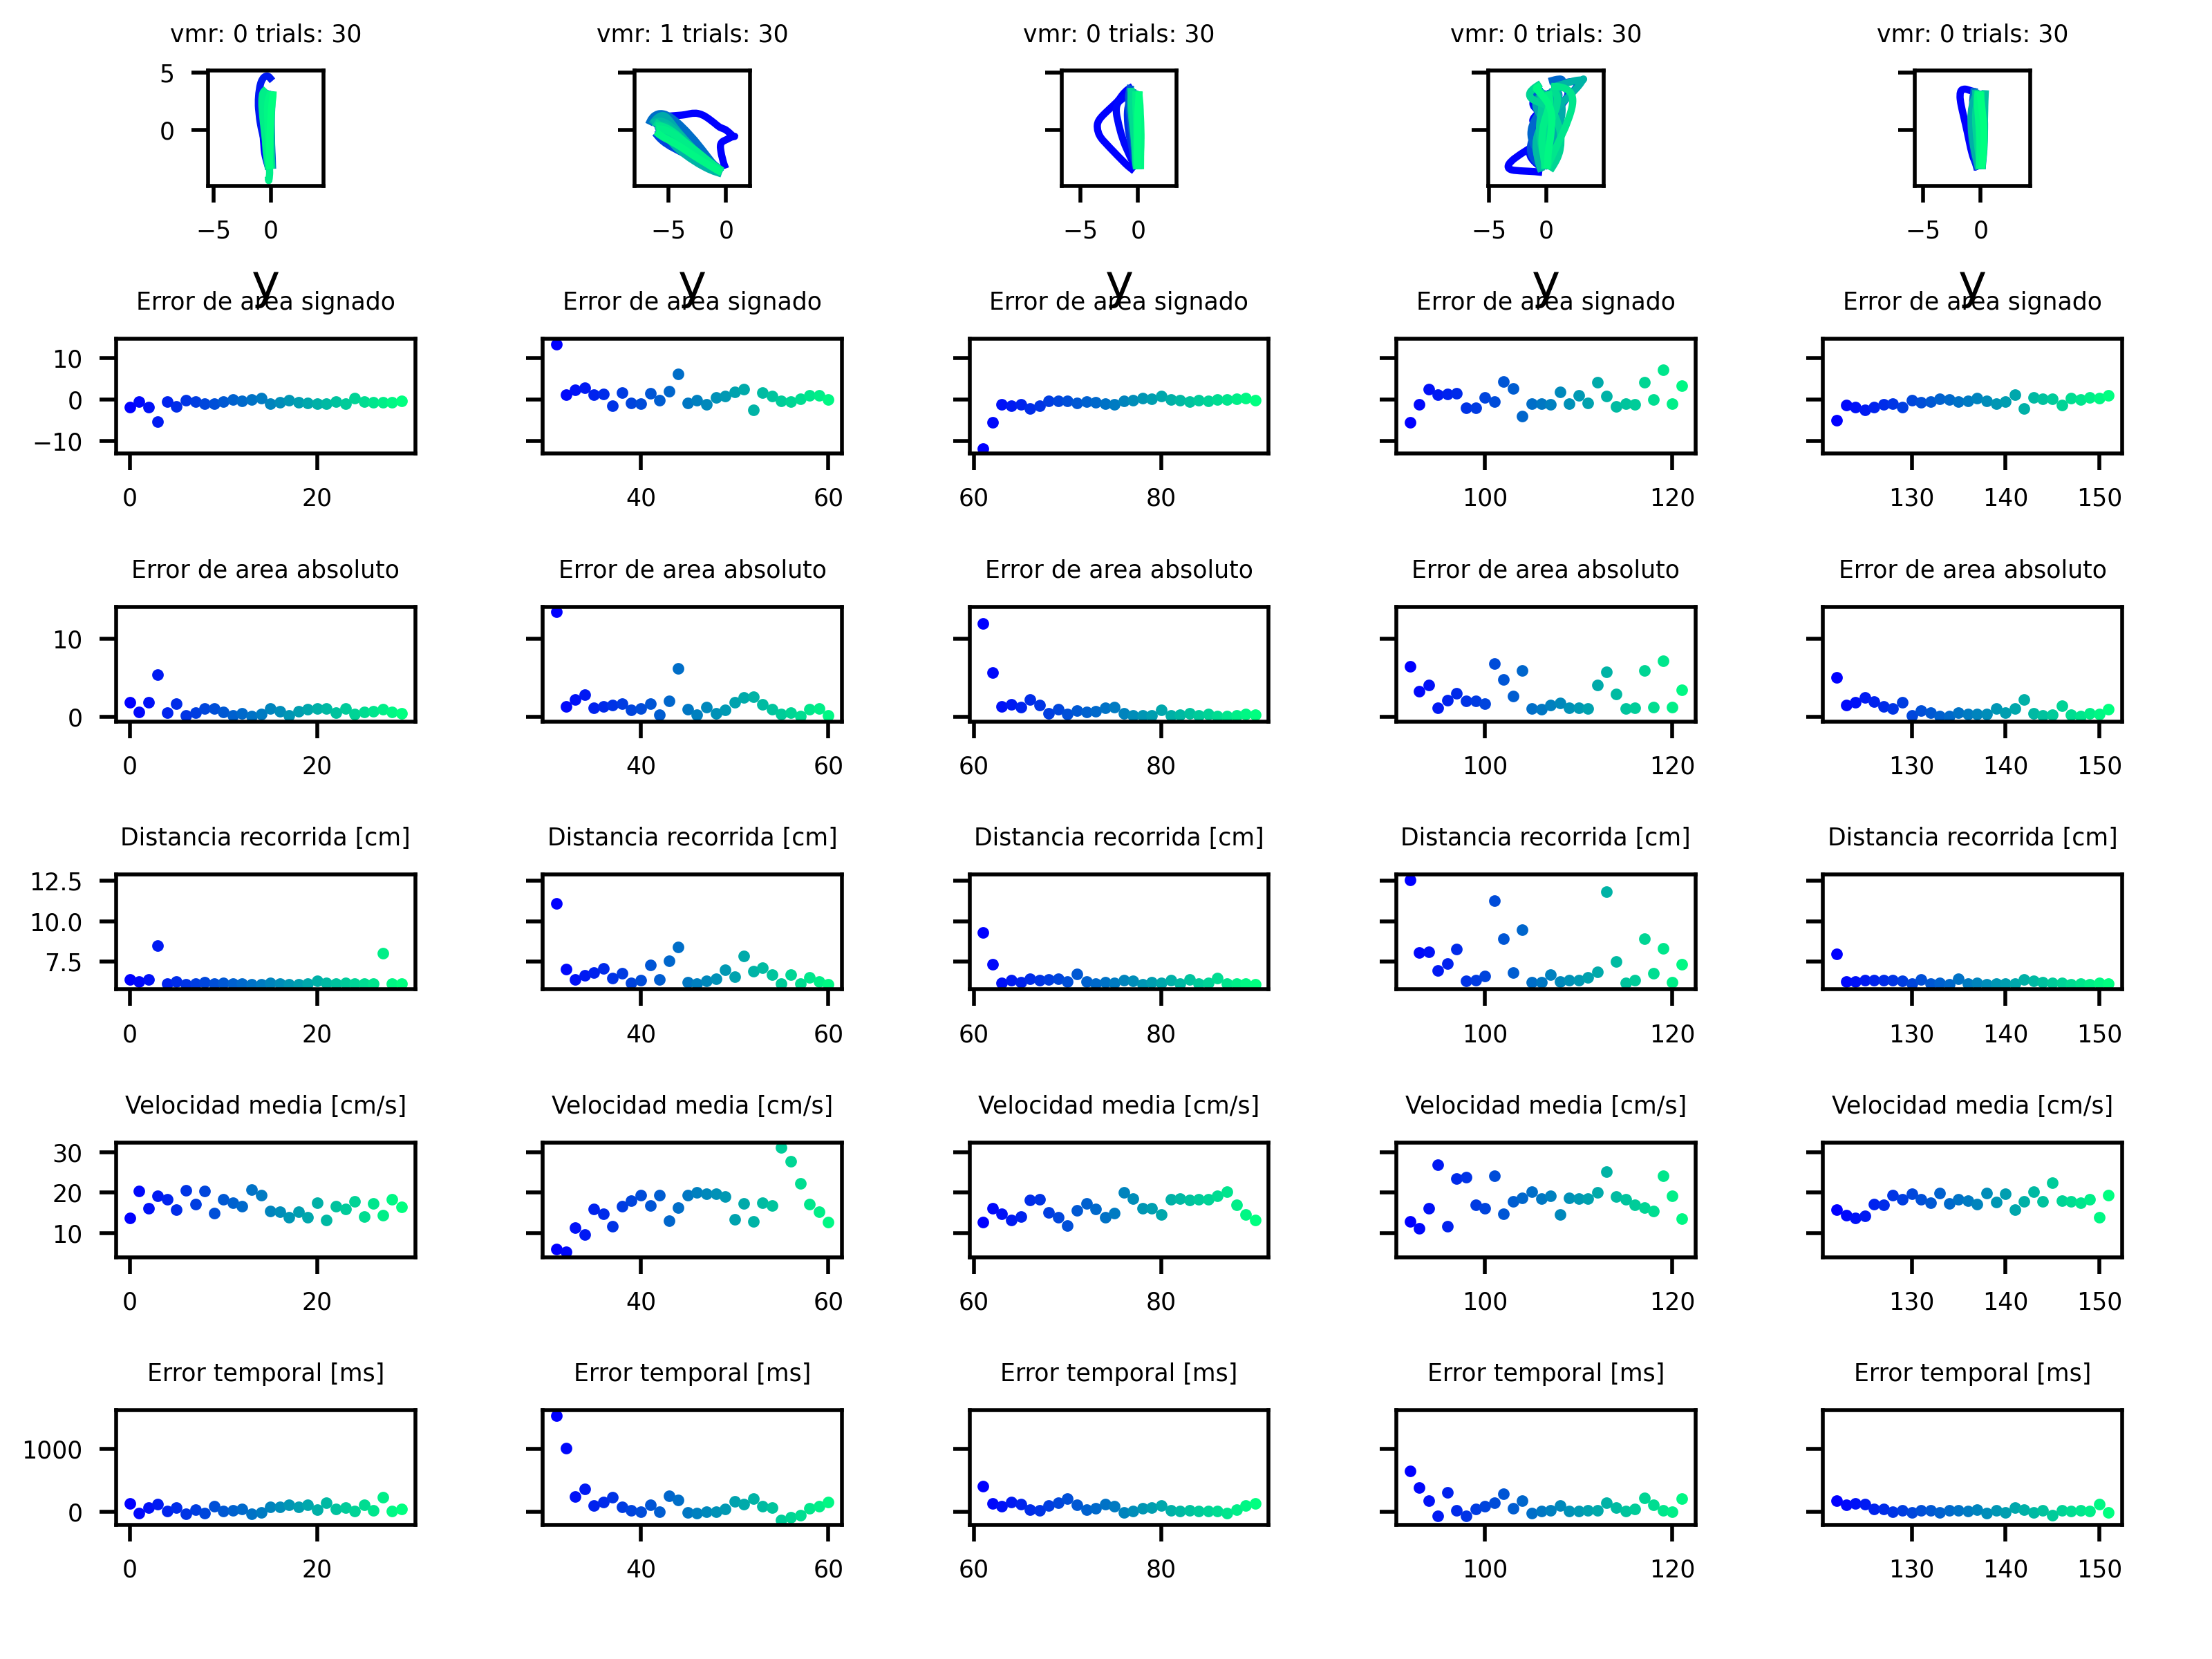 vmr: 0 trials: 30 vmr: 1 trials: 30 vmr: 0 trials: 30 vmr: 0 trials: 30 vmr: 0 trials: 30
5
0
−5 0 −5 0 −5 0 −5 0 −5 0
y y y y y
Error de area signado Error de area signado Error de area signado Error de area signado Error de area signado
10
0
−10
0 20 40 60 60 80 100 120 130 140 150
Error de area absoluto Error de area absoluto Error de area absoluto Error de area absoluto Error de area absoluto
10
0
0 20 40 60 60 80 100 120 130 140 150
Distancia recorrida [cm] Distancia recorrida [cm] Distancia recorrida [cm] Distancia recorrida [cm] Distancia recorrida [cm]
12.5
10.0
7.5
0 20 40 60 60 80 100 120 130 140 150
Velocidad media [cm/s] Velocidad media [cm/s] Velocidad media [cm/s] Velocidad media [cm/s] Velocidad media [cm/s]
30
20
10
0 20 40 60 60 80 100 120 130 140 150
Error temporal [ms] Error temporal [ms] Error temporal [ms] Error temporal [ms] Error temporal [ms]
1000
0
0 20 40 60 60 80 100 120 130 140 150